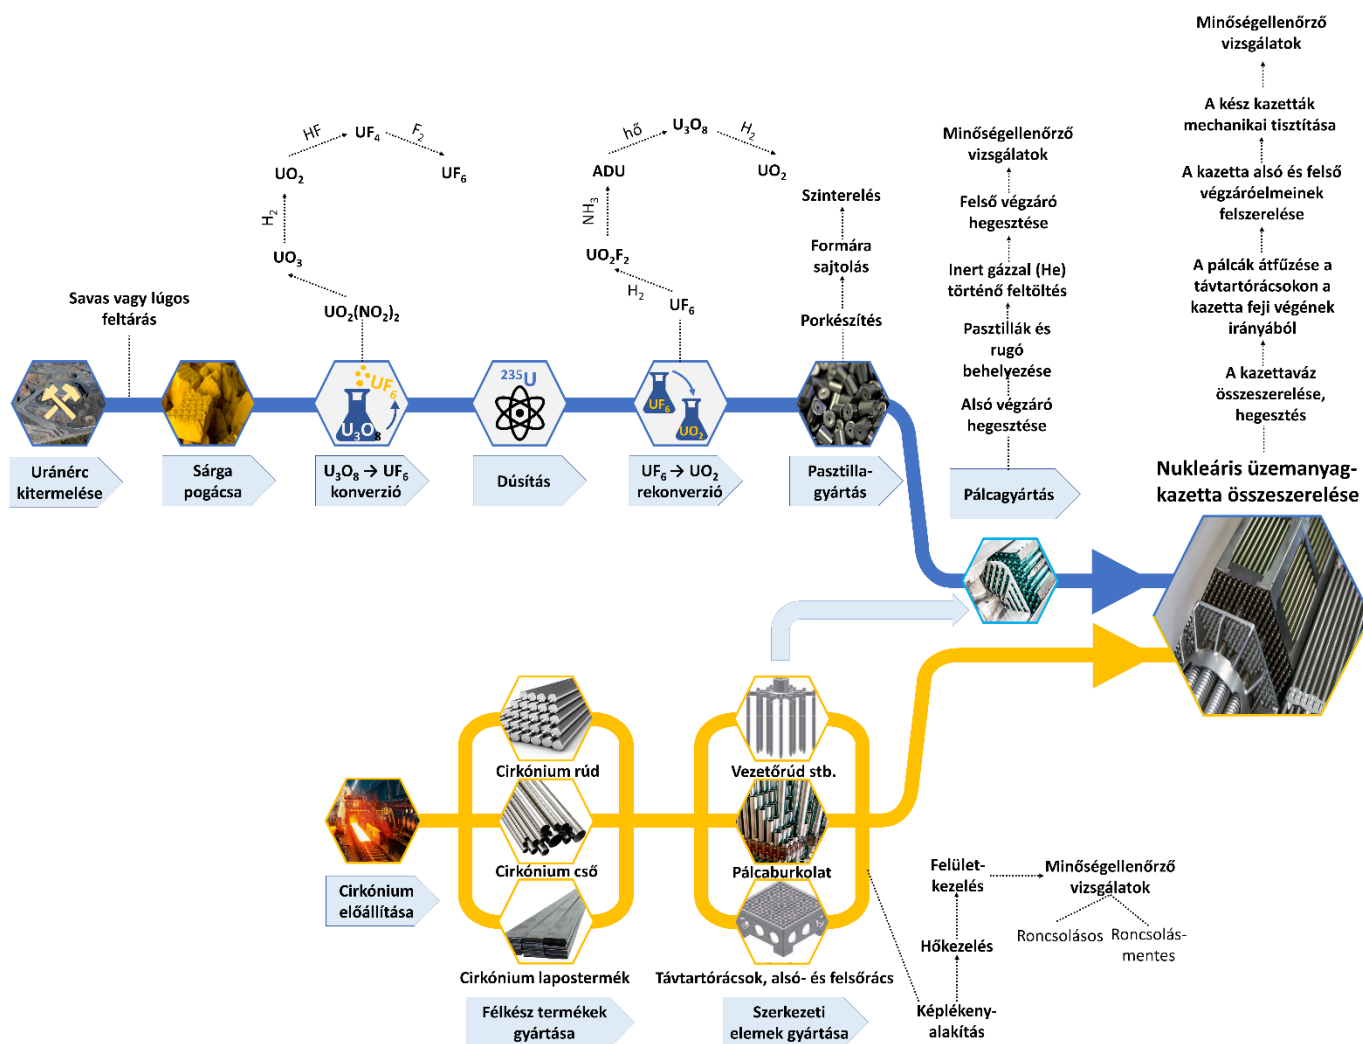 Minőségellenőrző
vizsgálatok
A kész kazetták
mechanikai tisztítása
A kazetta alsó és felső
végzáróelmeinek
felszerelése
A pálcák átfűzése a
távtartórácsokon a
kazetta feji végének
irányából
A kazettaváz
összeszerelése,
hegesztés
Nukleáris üzemanyag-
kazetta összeszerelése
HF
UF₄
F₂
UO₂
UF₆
H₂
UO₃
UO₂(NO₂)₂
hő
U₃O₈
H₂
ADU
UO₂
NH₃
UO₂F₂
H₂
UF₆
Szinterelés
Formára
sajtolás
Porkészítés
Minőségellenőrző
vizsgálatok
Felső végzáró
hegesztése
Inert gázzal (He)
történő feltöltés
Pasztillák és
rugó
behelyezése
Alsó végzáró
hegesztése
Savas vagy lúgos
feltárás
UF₆
U₃O₈
²³⁵U
UF₆
UO₂
Uránérc
kitermelése
Sárga
pogácsa
U₃O₈ → UF₆
konverzió
Dúsítás
UF₆ → UO₂
rekonverzió
Pasztilla-
gyártás
Pálcagyártás
Cirkónium rúd
Vezetőrúd stb.
Cirkónium cső
Pálcaburkolat
Cirkónium
előállítása
Cirkónium lapostermék
Távtartórácsok, alsó- és felsőrács
Félkész termékek
gyártása
Szerkezeti
elemek gyártása
Felület-
kezelés
Minőségellenőrző
vizsgálatok
Roncsolásos
Roncsolás-
mentes
Hőkezelés
Képlékeny-
alakítás